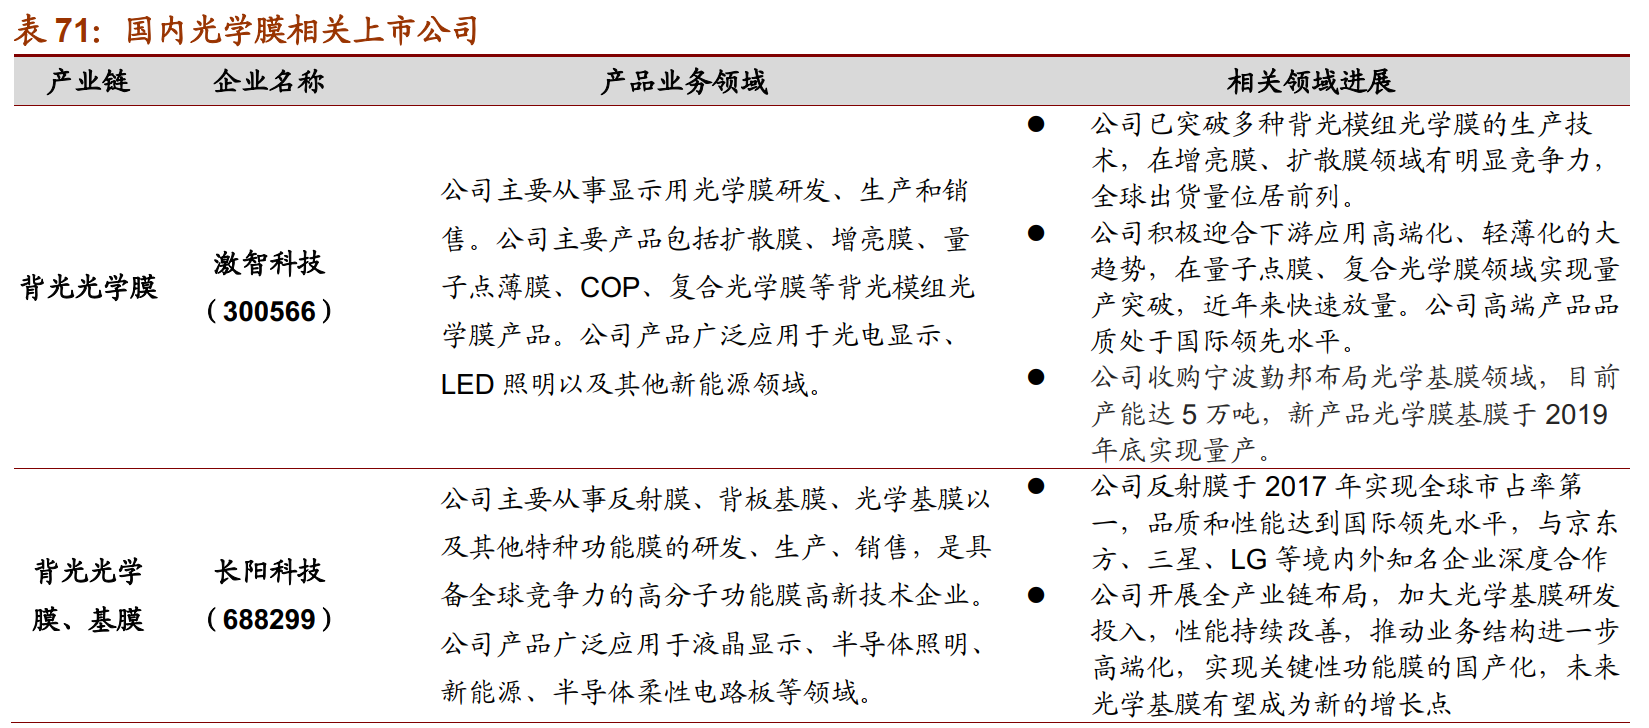 表 71：国内光学膜相关上市公司
产业链 企业名称 产品业务领域 相关领域进展
背光光学膜
激智科技
（300566）
公司主要从事显示用光学膜研发、生产和销
售。公司主要产品包括扩散膜、增亮膜、量
子点薄膜、COP、复合光学膜等背光模组光
学膜产品。公司产品广泛应用于光电显示、
LED 照明以及其他新能源领域。
● 公司已突破多种背光模组光学膜的生产技
术，在增亮膜、扩散膜领域有明显竞争力，
全球出货量位居前列。
● 公司积极迎合下游应用高端化、轻薄化的大
趋势，在量子点膜、复合光学膜领域实现量
产突破，近年来快速放量。公司高端产品品
质处于国际领先水平。
● 公司收购宁波勤邦布局光学基膜领域，目前
产能达 5 万吨，新产品光学膜基膜于 2019
年底实现量产。
背光光学
膜、基膜
长阳科技
（688299）
公司主要从事反射膜、背板基膜、光学基膜以
及其他特种功能膜的研发、生产、销售，是具
备全球竞争力的高分子功能膜高新技术企业。
公司产品广泛应用于液晶显示、半导体照明、
新能源、半导体柔性电路板等领域。
● 公司反射膜于 2017 年实现全球市占率第
一，品质和性能达到国际领先水平，与京东
方、三星、LG 等境内外知名企业深度合作
● 公司开展全产业链布局，加大光学基膜研发
投入，性能持续改善，推动业务结构进一步
高端化，实现关键性功能膜的国产化，未来
光学基膜有望成为新的增长点